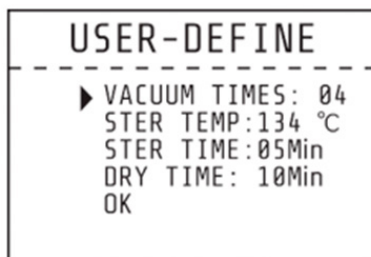 USER-DEFINE
VACUUM TIMES: 04
STER TEMP:134 ℃
STER TIME:05Min
DRY TIME: 10Min
OK